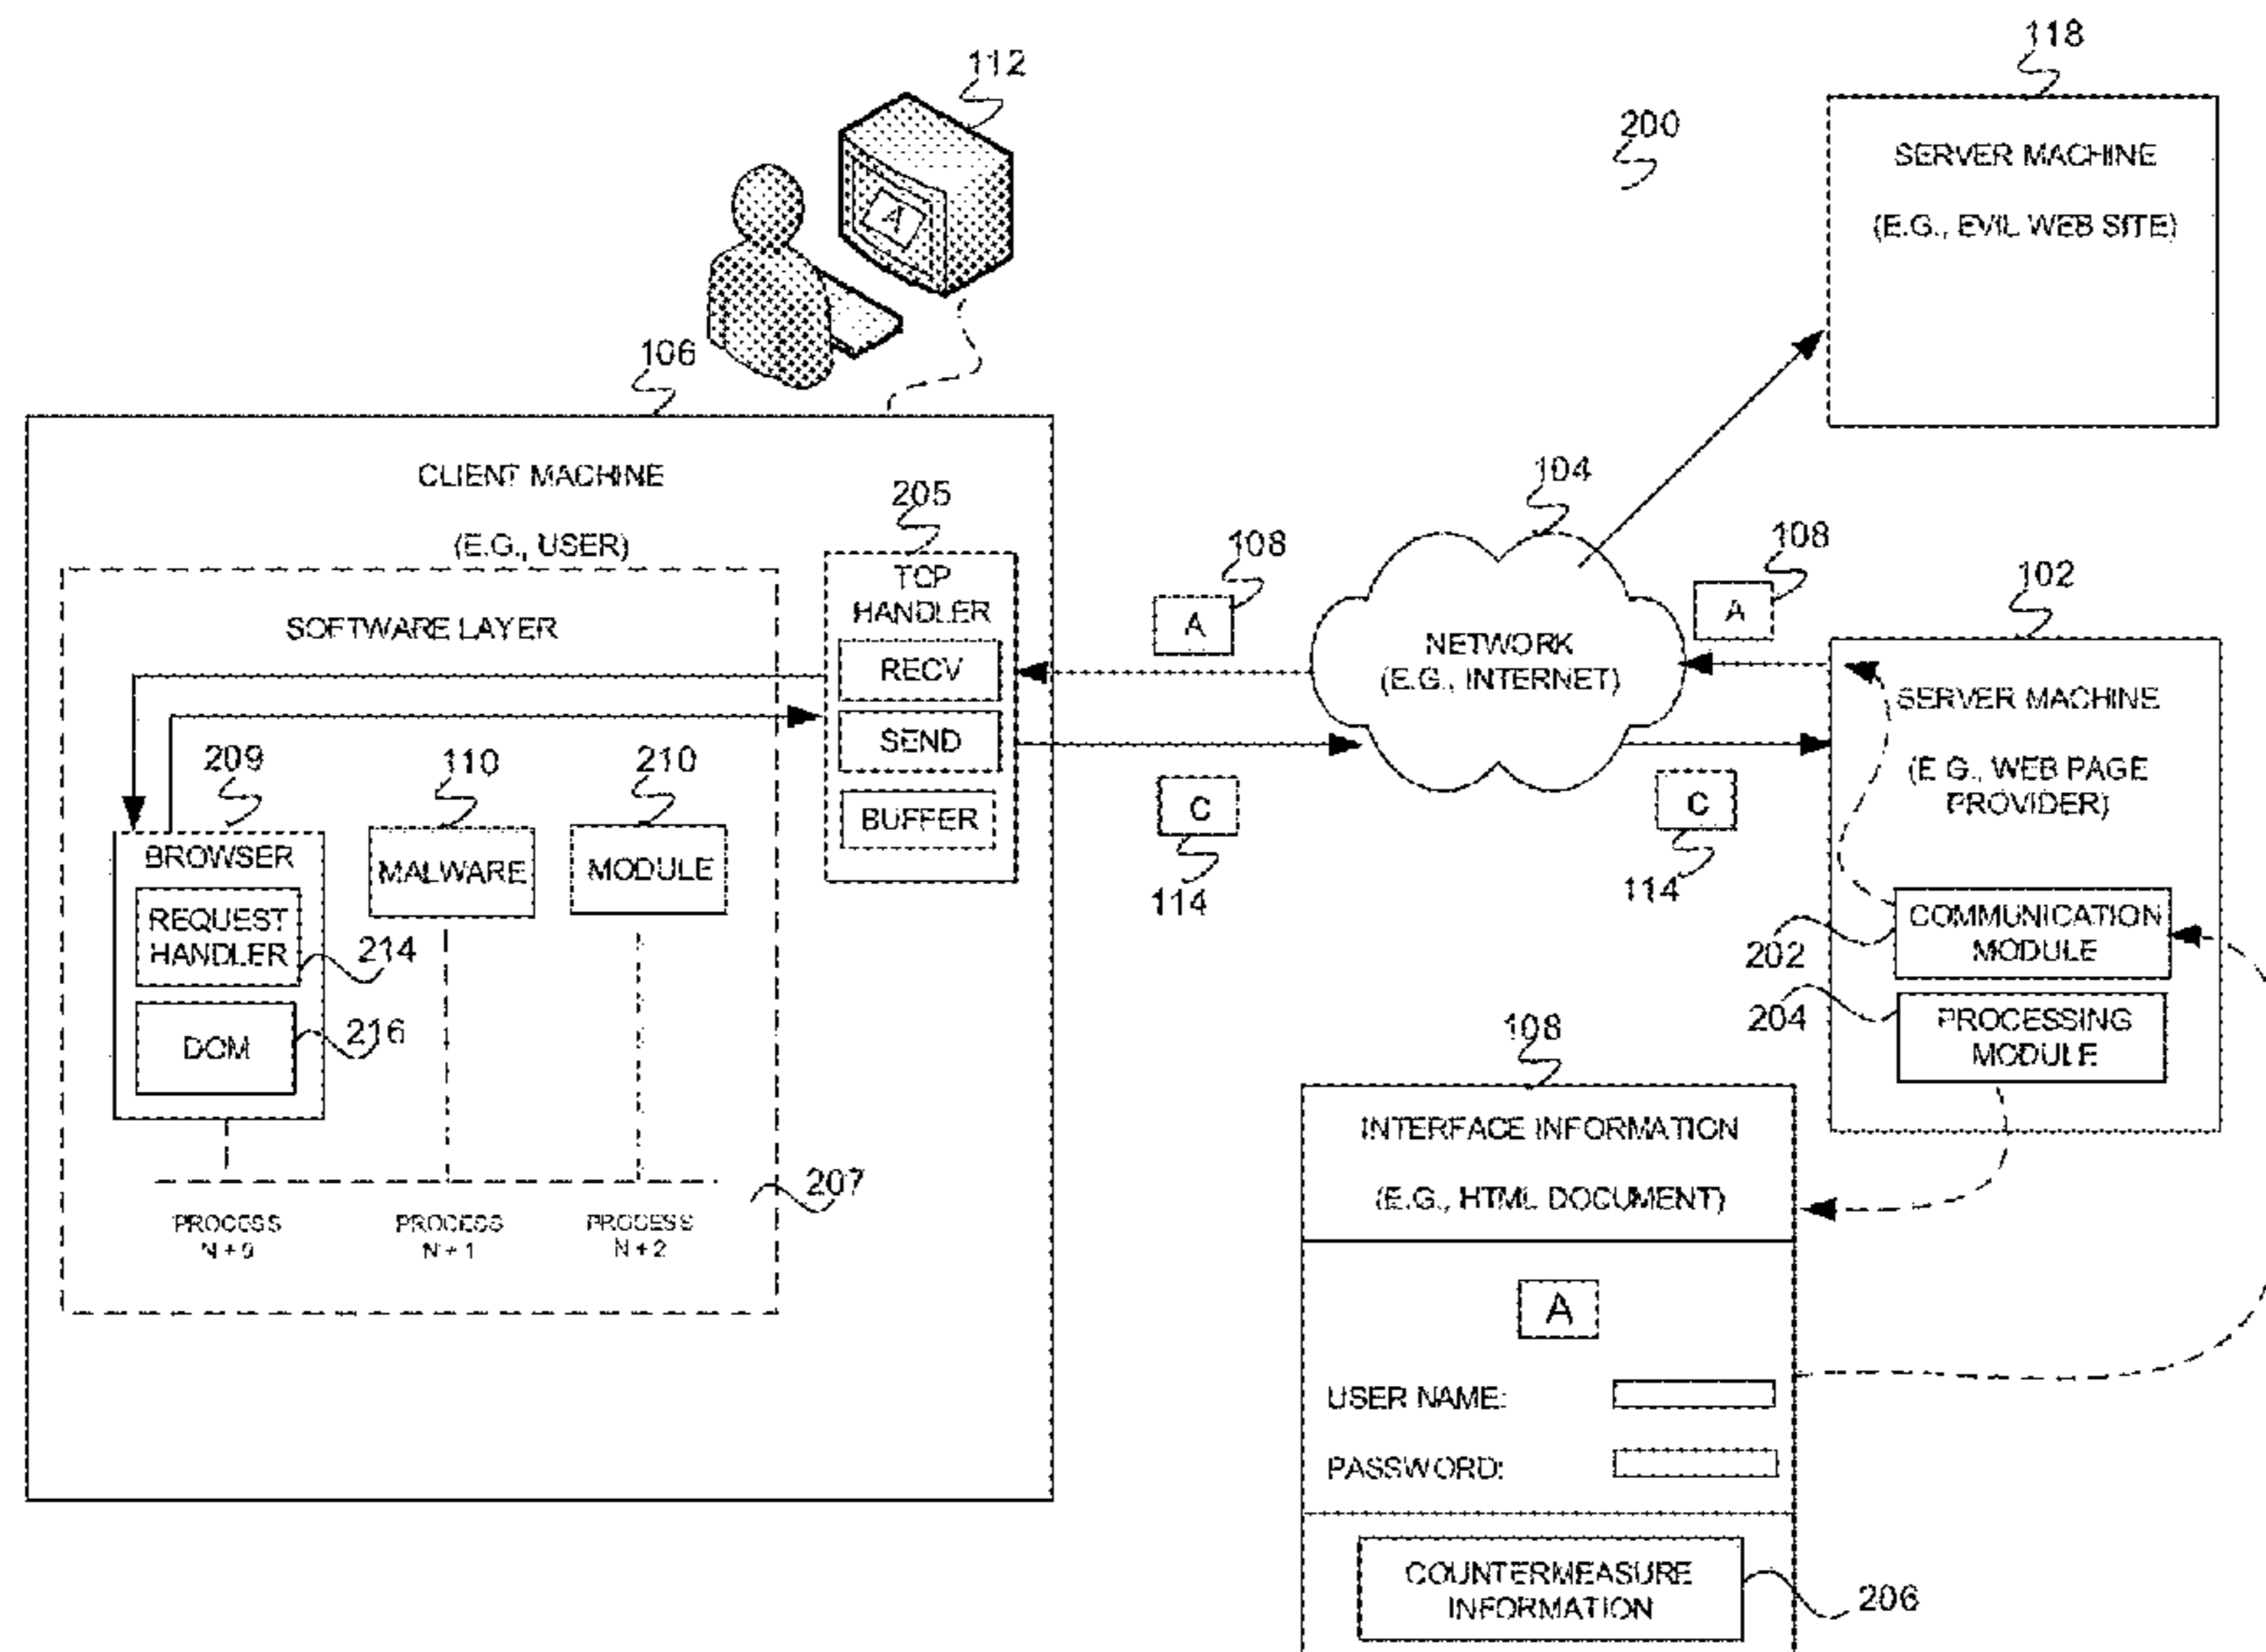 112
A
118
SERVER MACHINE
(E.G., EVIL WEB SITE)
200
106
CLIENT MACHINE
(E.G., USER)
SOFTWARE LAYER
205
TCP
HANDLER
RECV
SEND
BUFFER
209
BROWSER
REQUEST
HANDLER
214
DOM
216
110
MALWARE
210
MODULE
PROCESS
N + 0
PROCESS
N + 1
PROCESS
N + 2
207
108
A
C
114
104
NETWORK
(E.G., INTERNET)
108
A
C
114
102
SERVER MACHINE
(E.G., WEB PAGE
PROVIDER)
COMMUNICATION
MODULE
202
PROCESSING
MODULE
204
108
INTERFACE INFORMATION
(E.G., HTML DOCUMENT)
A
USER NAME:
PASSWORD:
COUNTERMEASURE
INFORMATION
206